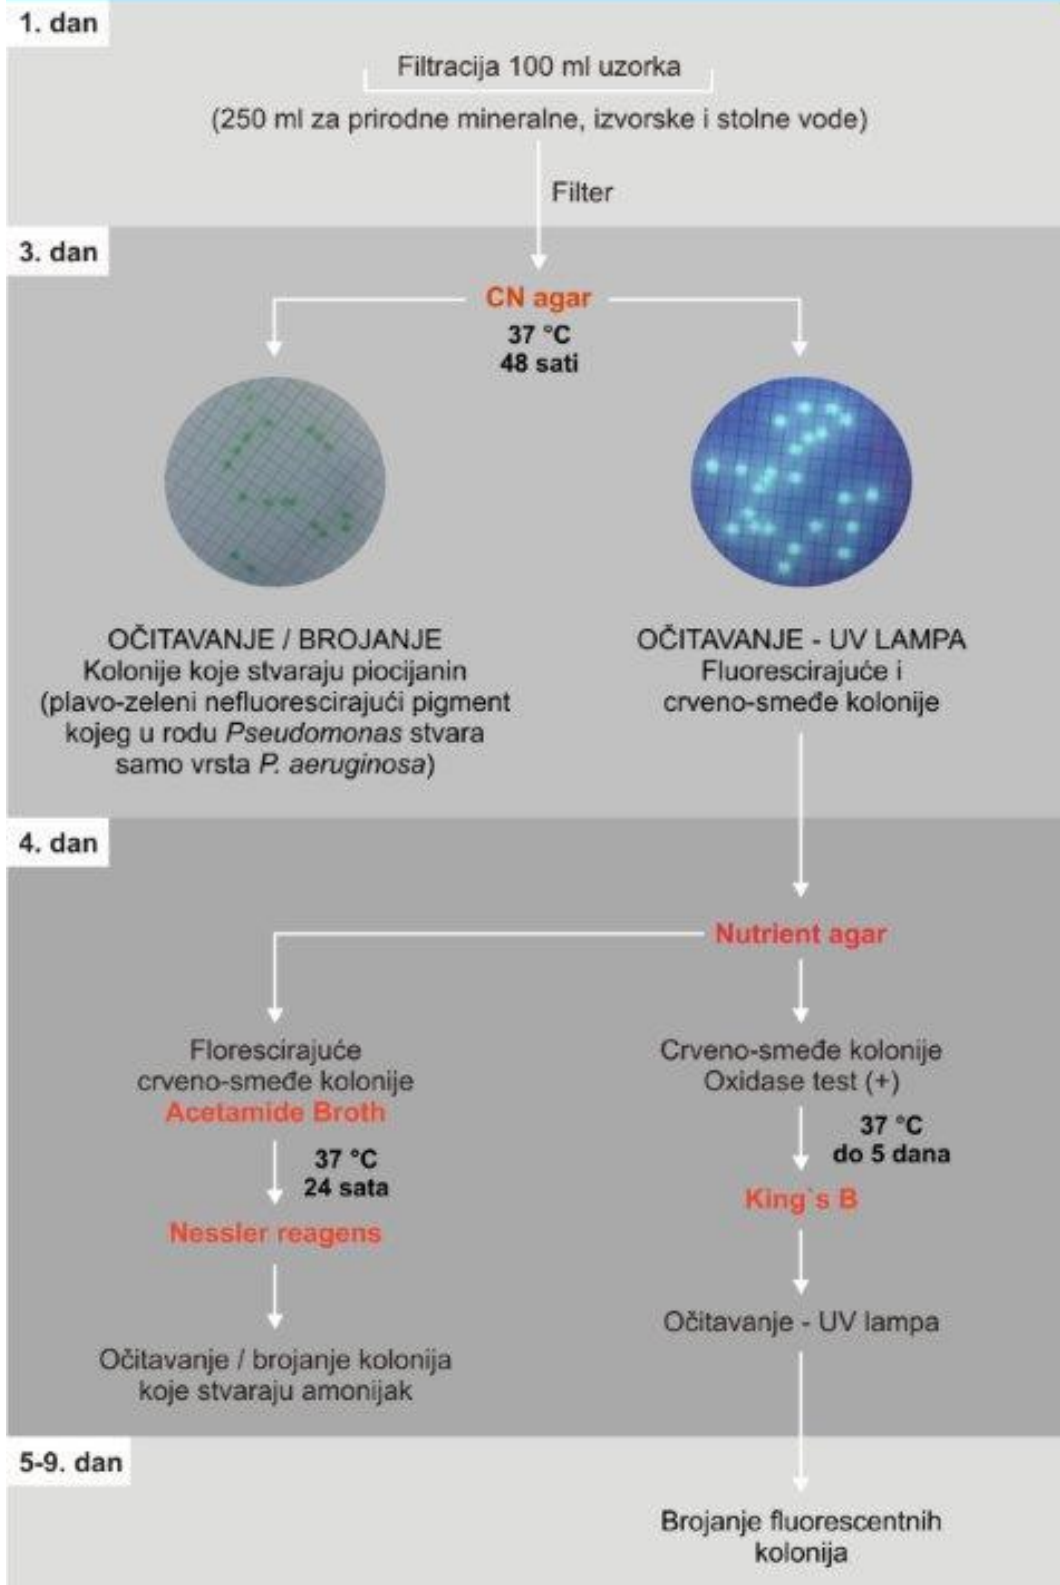 1. dan
Filtracija 100 ml uzorka
(250 ml za prirodne mineralne, izvorske i stolne vode)
Filter
3. dan
CN agar
37 °C
48 sati
OČITAVANJE / BROJANJE
Kolonije koje stvaraju piocijanin
(plavo-zeleni nefluorescirajući pigment
kojeg u rodu Pseudomonas stvara
samo vrsta P. aeruginosa)
OČITAVANJE - UV LAMPA
Fluorescirajuće i
crveno-smeđe kolonije
4. dan
Nutrient agar
Florescirajuće
crveno-smeđe kolonije
Acetamide Broth
37 °C
24 sata
Nessler reagens
Očitavanje / brojanje kolonija
koje stvaraju amonijak
Crveno-smeđe kolonije
Oxidase test (+)
37 °C
do 5 dana
King`s B
Očitavanje - UV lampa
5-9. dan
Brojanje fluorescentnih
kolonija